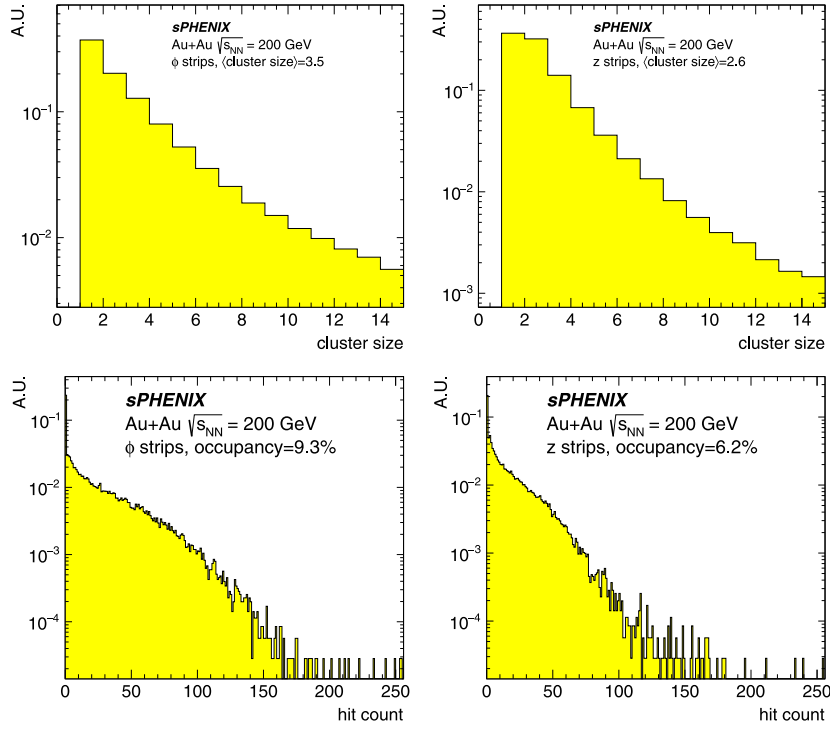 A.U.
sPHENIX
Au+Au √s_NN = 200 GeV
ϕ strips, ⟨cluster size⟩=3.5
10⁻¹
10⁻²
0 2 4 6 8 10 12 14
cluster size
A.U.
sPHENIX
Au+Au √s_NN = 200 GeV
z strips, ⟨cluster size⟩=2.6
10⁻¹
10⁻²
10⁻³
0 2 4 6 8 10 12 14
cluster size
A.U.
sPHENIX
Au+Au √s_NN = 200 GeV
ϕ strips, occupancy=9.3%
10⁻¹
10⁻²
10⁻³
10⁻⁴
0 50 100 150 200 250
hit count
A.U.
sPHENIX
Au+Au √s_NN = 200 GeV
z strips, occupancy=6.2%
10⁻¹
10⁻²
10⁻³
10⁻⁴
0 50 100 150 200 250
hit count